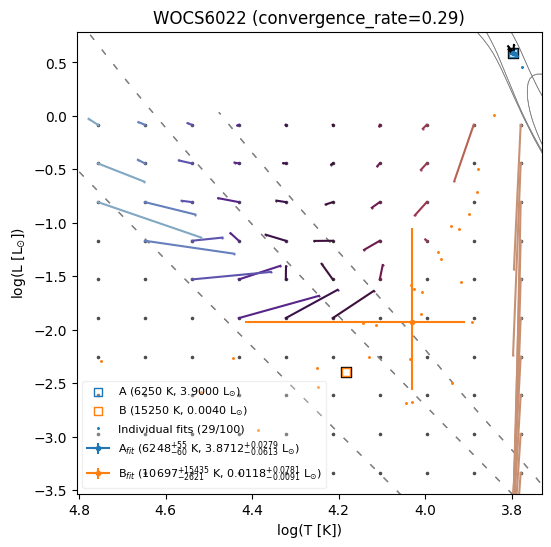 WOCS6022 (convergence_rate=0.29)
0.5
0.0
−0.5
−1.0
−1.5
−2.0
−2.5
−3.0
−3.5
log(L [L⊙])
A (6250 K, 3.9000 L⊙)
B (15250 K, 0.0040 L⊙)
Individual fits (29/100)
A_fit (6248^{+55}_{−60} K, 3.8712^{+0.0279}_{−0.0613} L⊙)
B_fit (10697^{+15435}_{−2621} K, 0.0118^{+0.0781}_{−0.0091} L⊙)
4.8 4.6 4.4 4.2 4.0 3.8
log(T [K])